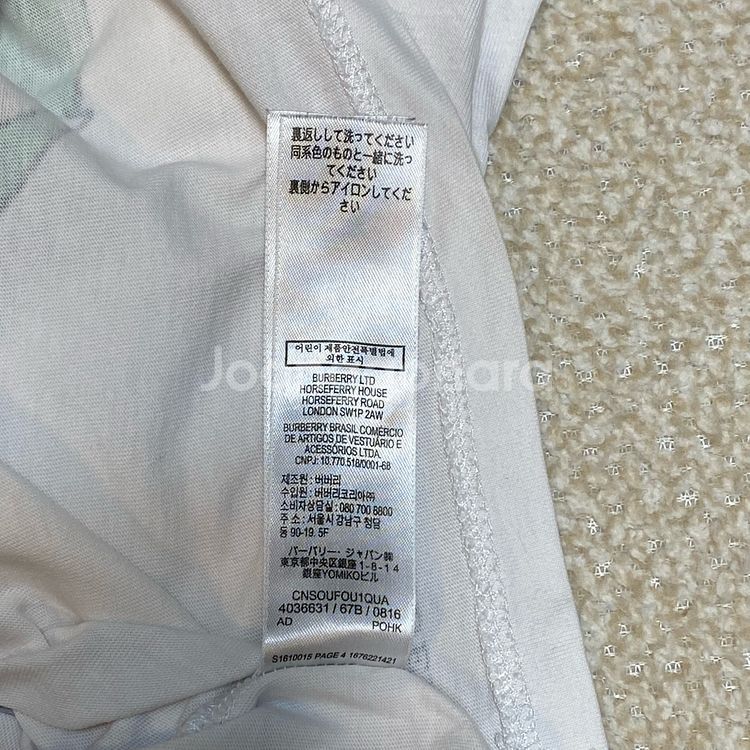 裏返しして洗ってください
同系色のものと一緒に洗っ
てください
裏側からアイロンしてくだ
さい
어린이제품안전특별법에
의한 표시
BURBERRY LTD
HORSEFERRY HOUSE
HORSEFERRY ROAD
LONDON SW1P 2AW
BURBERRY BRASIL COMÉRCIO
DE ARTIGOS DE VESTUÁRIO E
ACESSÓRIOS LTDA.
CNPJ: 10.770.518/0001-68
제조원 : 버버리
수입원 : 버버리코리아㈜
소비자상담실 : 080 700 8800
주 소 : 서울시 강남구 청담
동 90-19. 5F
バーバリー・ジャパン㈱
東京都中央区銀座 1-8-14
銀座YOMIKOビル
CNSOUFOU1QUA
4036631 / 67B / 0816
AD POHK
S1610015 PAGE 4 1676221421